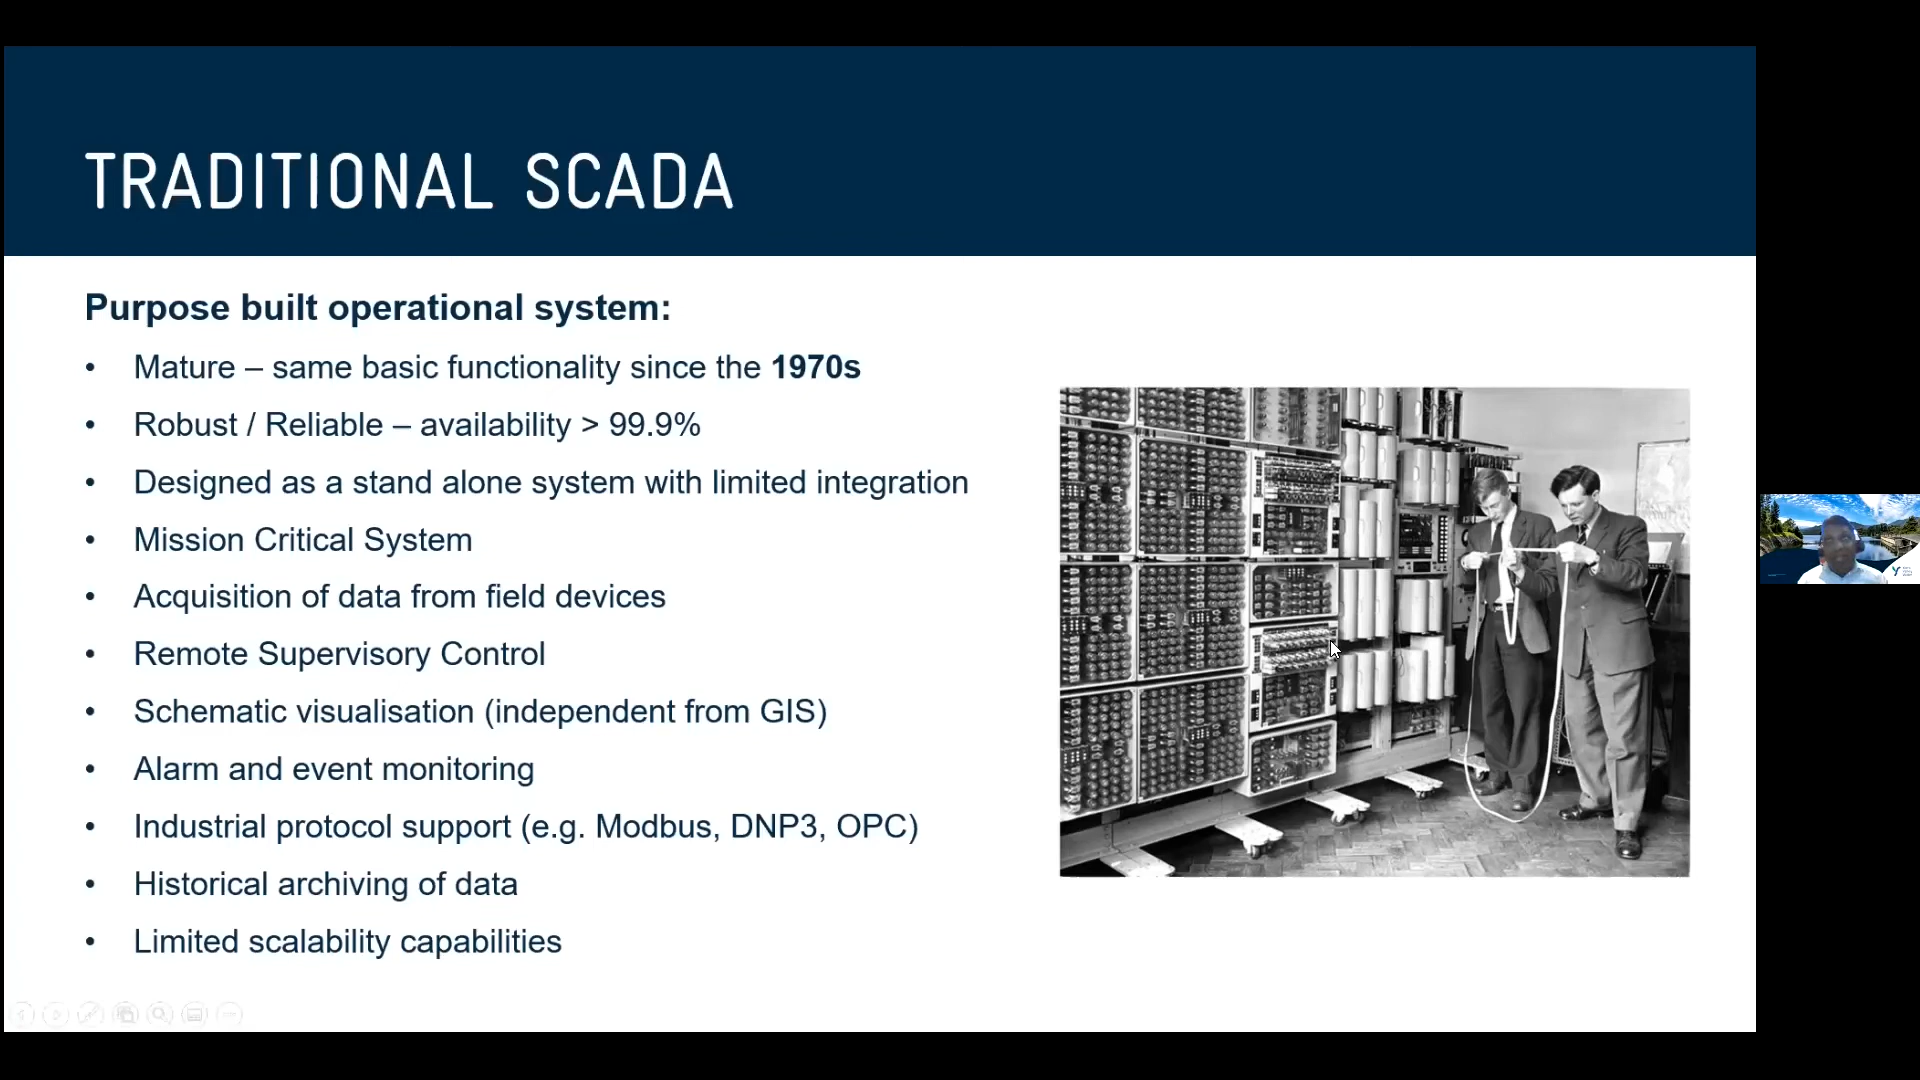 TRADITIONAL SCADA
Purpose built operational system:
• Mature – same basic functionality since the 1970s
• Robust / Reliable – availability > 99.9%
• Designed as a stand alone system with limited integration
• Mission Critical System
• Acquisition of data from field devices
• Remote Supervisory Control
• Schematic visualisation (independent from GIS)
• Alarm and event monitoring
• Industrial protocol support (e.g. Modbus, DNP3, OPC)
• Historical archiving of data
• Limited scalability capabilities